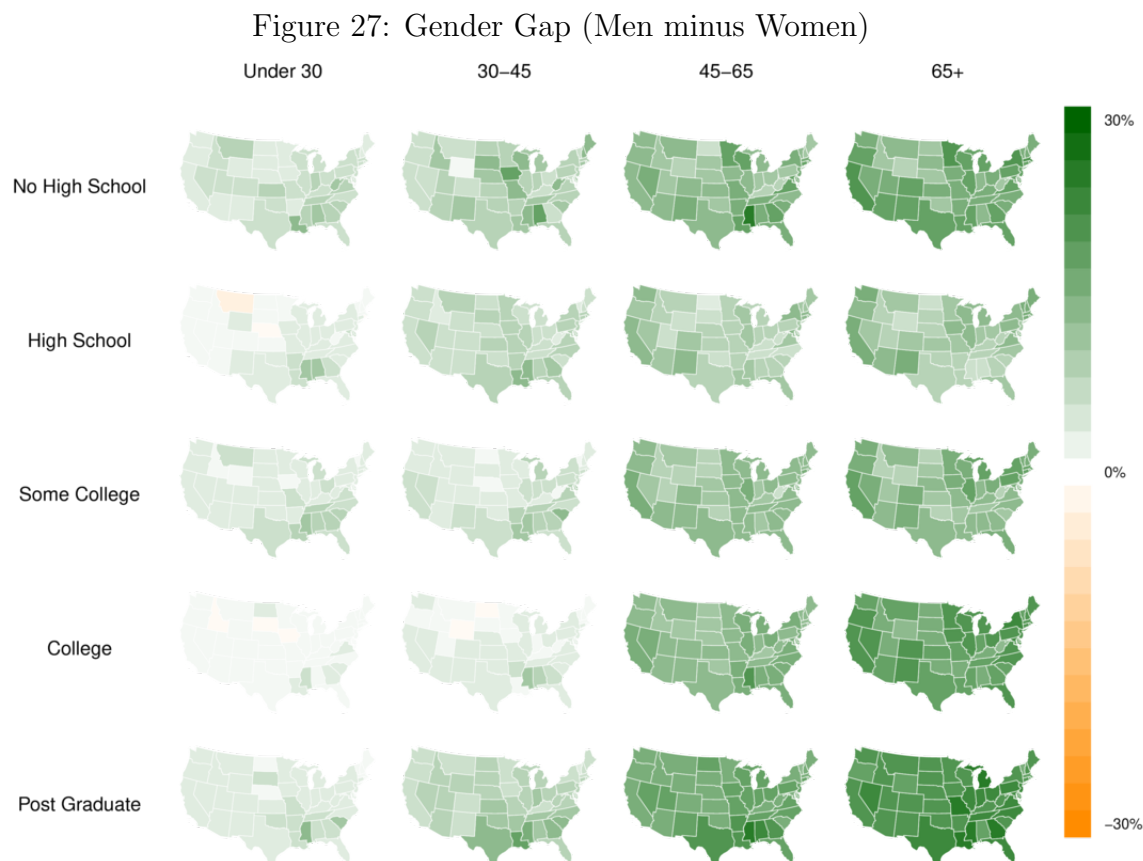 Figure 27: Gender Gap (Men minus Women)
Under 30 30–45 45–65 65+
30%
No High School
High School
0%
Some College
College
Post Graduate
–30%